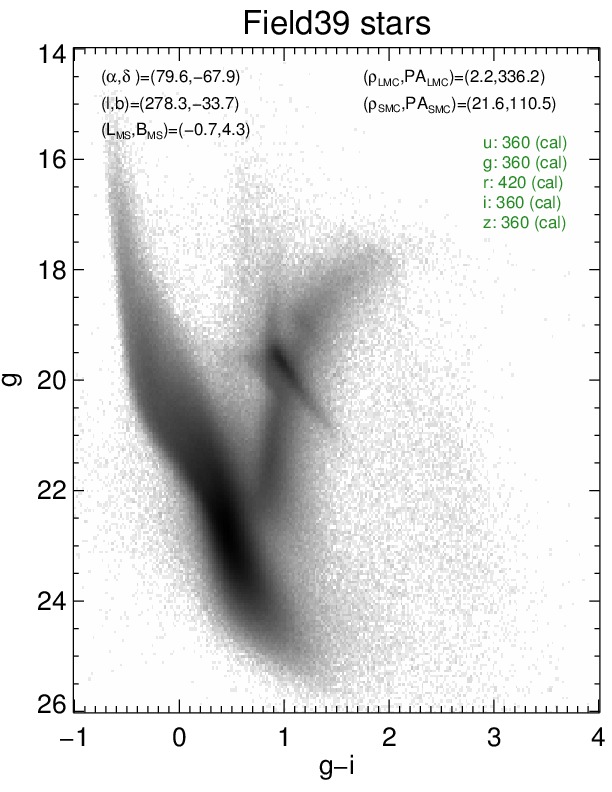 Field39 stars
(α,δ )=(79.6,−67.9)
(ρLMC,PALMC)=(2.2,336.2)
(l,b)=(278.3,−33.7)
(ρSMC,PASMC)=(21.6,110.5)
(LMS,BMS)=(−0.7,4.3)
u: 360 (cal)
g: 360 (cal)
r: 420 (cal)
i: 360 (cal)
z: 360 (cal)
14
16
18
20
22
24
26
g
−1 0 1 2 3 4
g−i